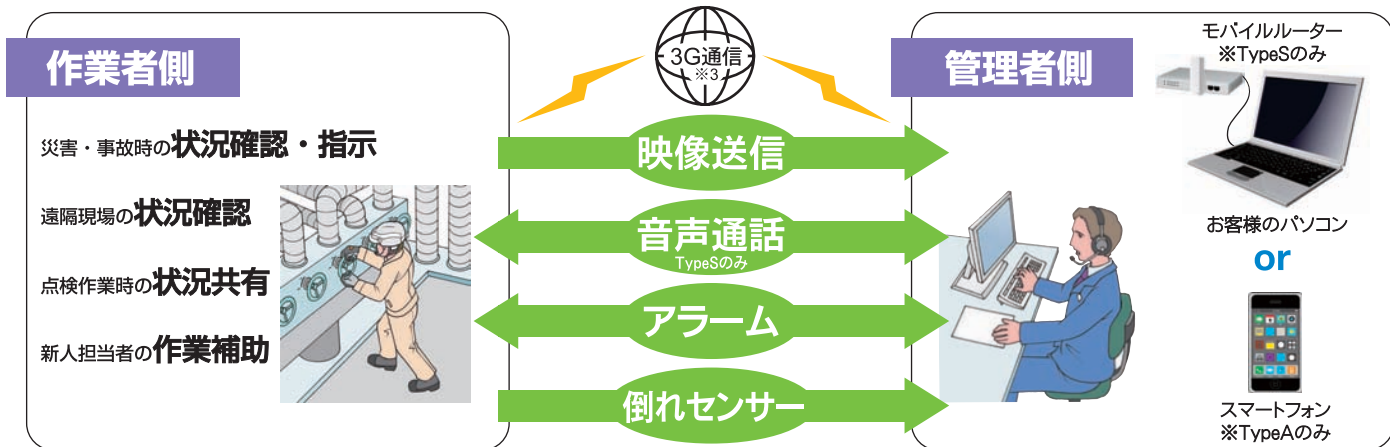 作業者側
災害・事故時の状況確認・指示
遠隔現場の状況確認
点検作業時の状況共有
新人担当者の作業補助
3G通信
※3
映像送信
音声通話
TypeSのみ
アラーム
倒れセンサー
管理者側
モバイルルーター
※TypeSのみ
お客様のパソコン
or
スマートフォン
※TypeAのみ